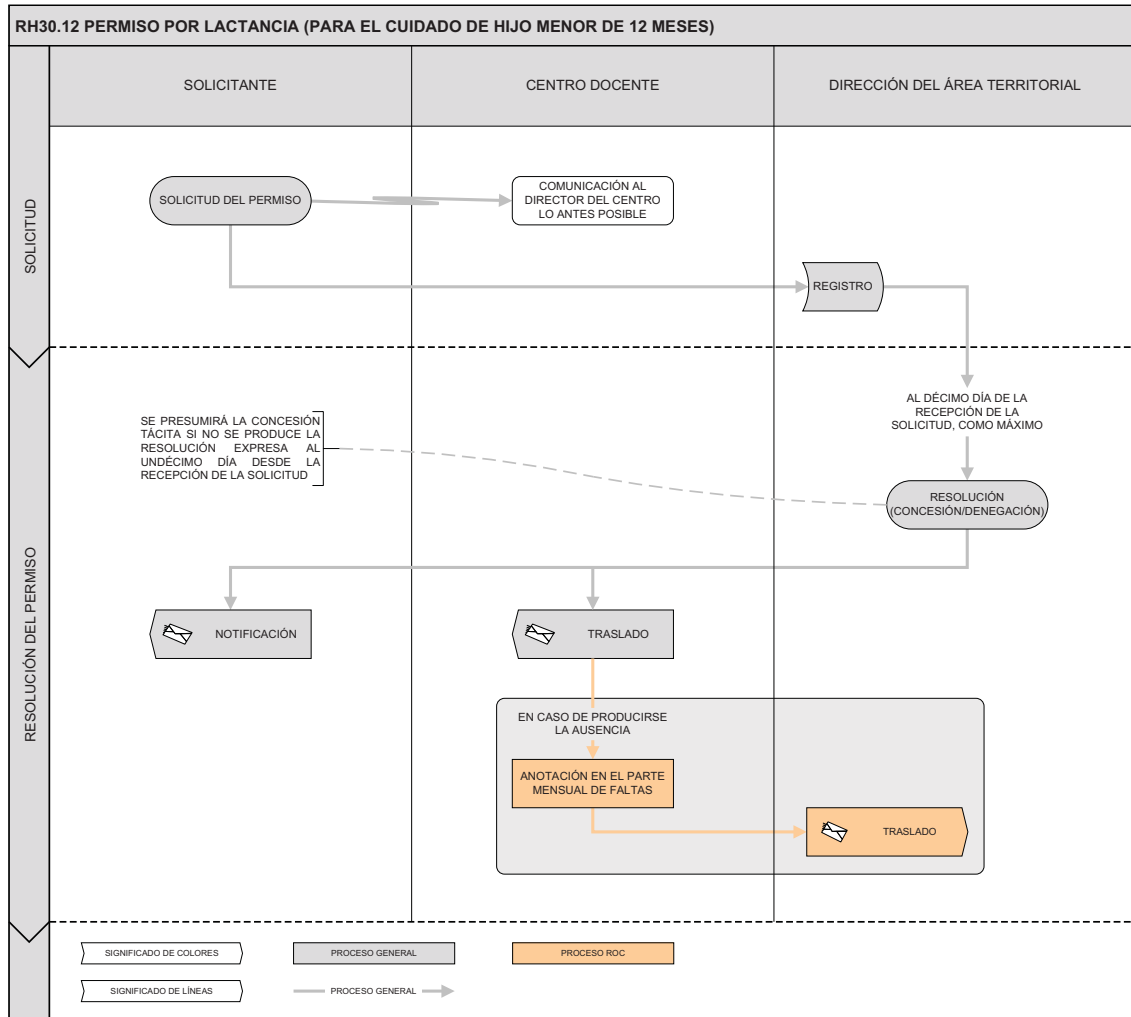 RH30.12 PERMISO POR LACTANCIA (PARA EL CUIDADO DE HIJO MENOR DE 12 MESES)
SOLICITANTE
CENTRO DOCENTE
DIRECCIÓN DEL ÁREA TERRITORIAL
SOLICITUD
SOLICITUD DEL PERMISO
COMUNICACIÓN AL
DIRECTOR DEL CENTRO
LO ANTES POSIBLE
REGISTRO
RESOLUCIÓN DEL PERMISO
AL DÉCIMO DÍA DE LA
RECEPCIÓN DE LA
SOLICITUD, COMO MÁXIMO
SE PRESUMIRÁ LA CONCESIÓN
TÁCITA SI NO SE PRODUCE LA
RESOLUCIÓN EXPRESA AL
UNDÉCIMO DÍA DESDE LA
RECEPCIÓN DE LA SOLICITUD
RESOLUCIÓN
(CONCESIÓN/DENEGACIÓN)
NOTIFICACIÓN
TRASLADO
EN CASO DE PRODUCIRSE
LA AUSENCIA
ANOTACIÓN EN EL PARTE
MENSUAL DE FALTAS
TRASLADO
SIGNIFICADO DE COLORES
PROCESO GENERAL
PROCESO ROC
SIGNIFICADO DE LÍNEAS
PROCESO GENERAL